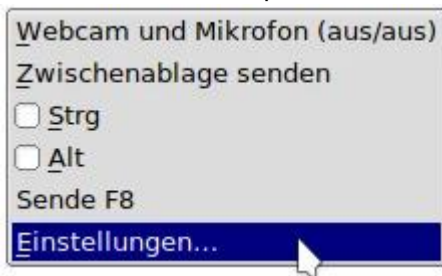 Webcam und Mikrofon (aus/aus)
Zwischenablage senden
Strg
Alt
Sende F8
Einstellungen...